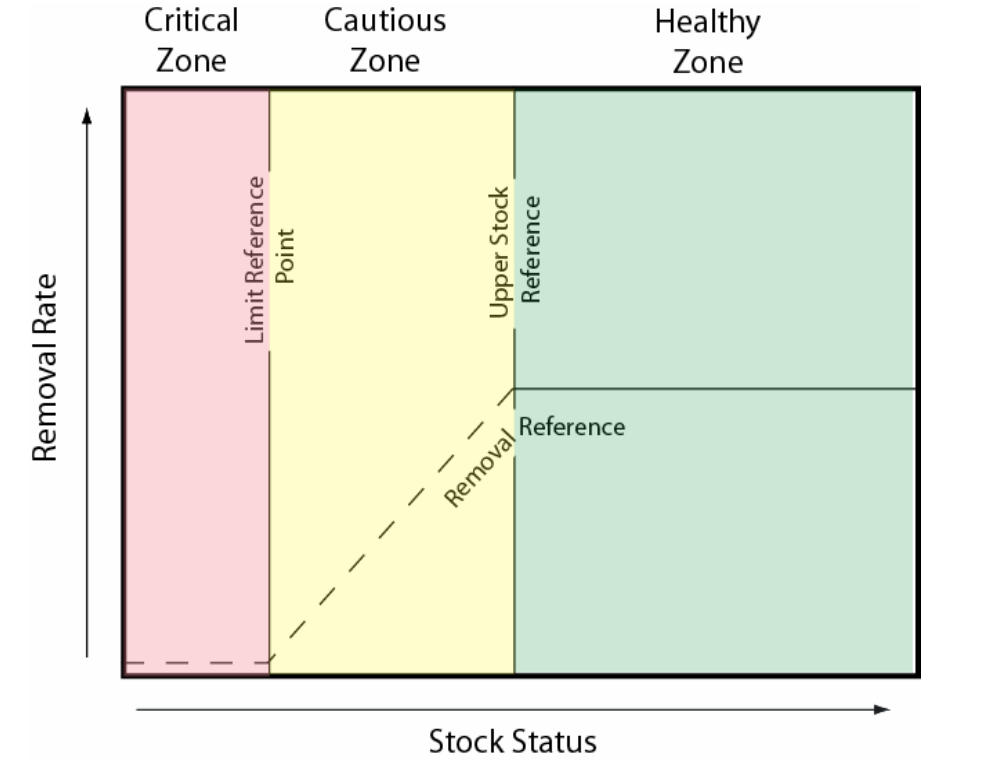 Critical
Zone
Cautious
Zone
Healthy
Zone
Removal Rate
Limit Reference
Point
Upper Stock
Reference
Removal
Reference
Stock Status